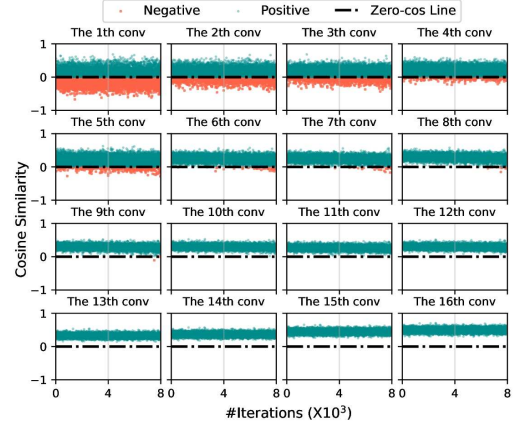 Negative Positive Zero-cos Line
The 1th conv The 2th conv The 3th conv The 4th conv
1
0
−1
The 5th conv The 6th conv The 7th conv The 8th conv
1
0
−1
The 9th conv The 10th conv The 11th conv The 12th conv
1
0
−1
The 13th conv The 14th conv The 15th conv The 16th conv
1
0
−1
0 4 8 0 4 8 0 4 8 0 4 8
Cosine Similarity
#Iterations (X10³)